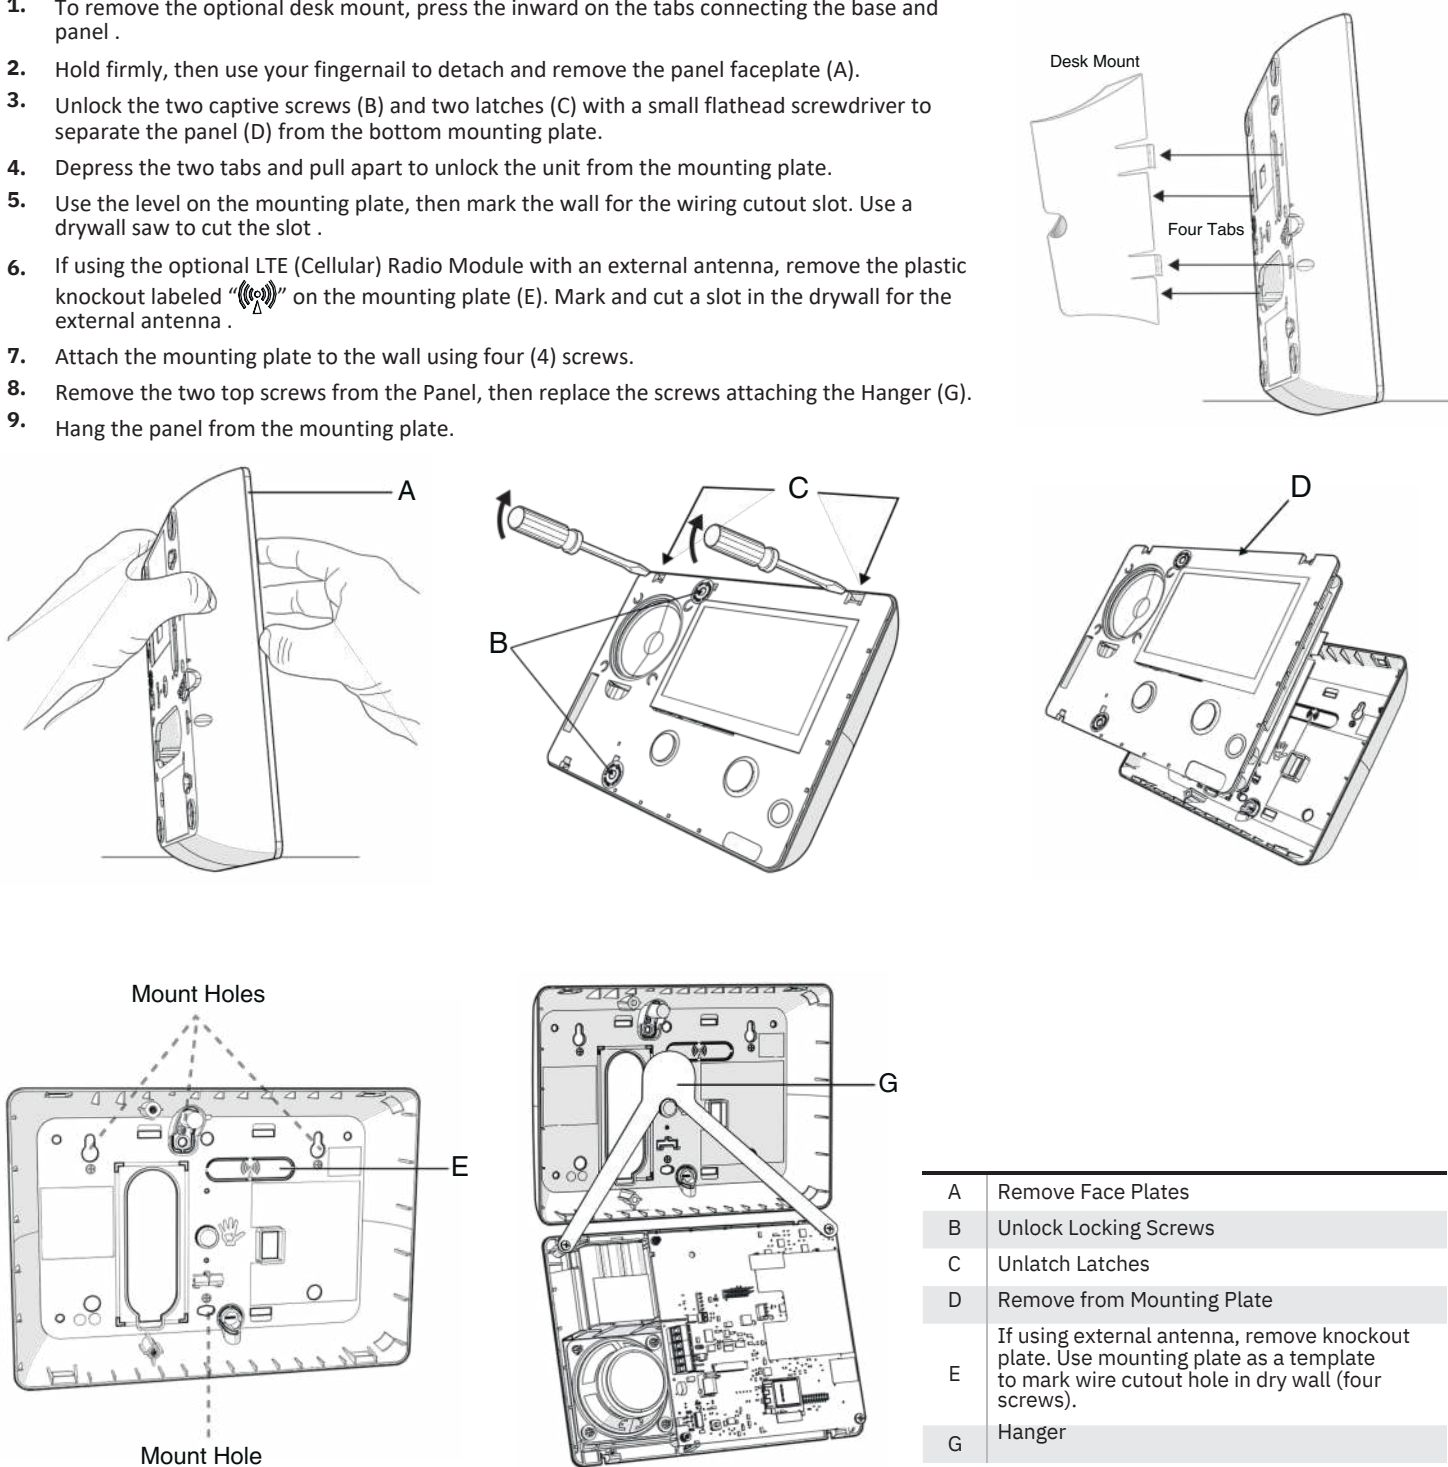 1. To remove the optional desk mount, press the inward on the tabs connecting the base and
panel .
2. Hold firmly, then use your fingernail to detach and remove the panel faceplate (A).
3. Unlock the two captive screws (B) and two latches (C) with a small flathead screwdriver to
separate the panel (D) from the bottom mounting plate.
4. Depress the two tabs and pull apart to unlock the unit from the mounting plate.
5. Use the level on the mounting plate, then mark the wall for the wiring cutout slot. Use a
drywall saw to cut the slot .
6. If using the optional LTE (Cellular) Radio Module with an external antenna, remove the plastic
knockout labeled “ ” on the mounting plate (E). Mark and cut a slot in the drywall for the
external antenna .
7. Attach the mounting plate to the wall using four (4) screws.
8. Remove the two top screws from the Panel, then replace the screws attaching the Hanger (G).
9. Hang the panel from the mounting plate.
Desk Mount
Four Tabs
A
C
B
D
Mount Holes
E
Mount Hole
G
A Remove Face Plates
B Unlock Locking Screws
C Unlatch Latches
D Remove from Mounting Plate
E If using external antenna, remove knockout
plate. Use mounting plate as a template
to mark wire cutout hole in dry wall (four
screws).
G Hanger